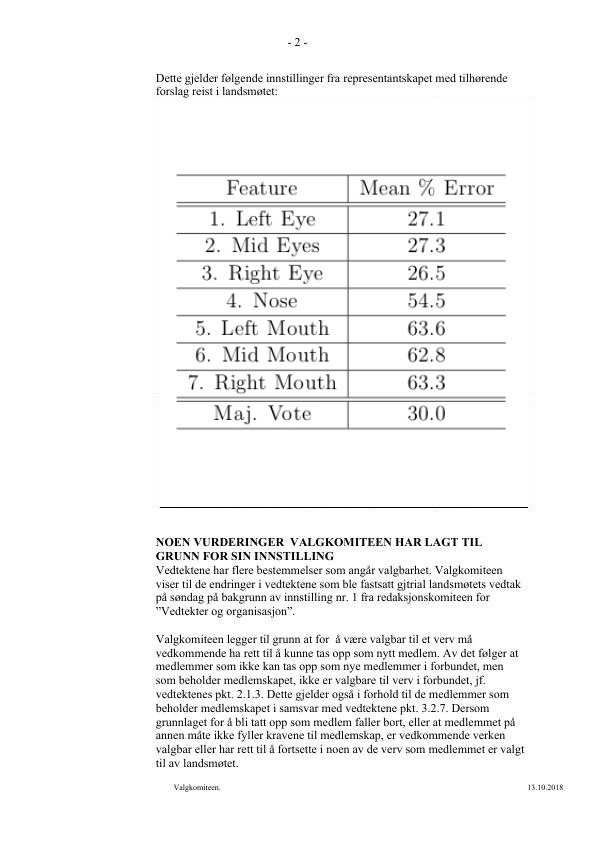 - 2 -
Dette gjelder følgende innstillinger fra representantskapet med tilhørende
forslag reist i landsmøtet:
Feature Mean % Error
1. Left Eye 27.1
2. Mid Eyes 27.3
3. Right Eye 26.5
4. Nose 54.5
5. Left Mouth 63.6
6. Mid Mouth 62.8
7. Right Mouth 63.3
Maj. Vote 30.0
NOEN VURDERINGER VALGKOMITEEN HAR LAGT TIL
GRUNN FOR SIN INNSTILLING
Vedtektene har flere bestemmelser som angår valgbarhet. Valgkomiteen
viser til de endringer i vedtektene som ble fastsatt gjtrial landsmøtets vedtak
på søndag på bakgrunn av innstilling nr. 1 fra redaksjonskomiteen for
”Vedtekter og organisasjon”.
Valgkomiteen legger til grunn at for å være valgbar til et verv må
vedkommende ha rett til å kunne tas opp som nytt medlem. Av det følger at
medlemmer som ikke kan tas opp som nye medlemmer i forbundet, men
som beholder medlemskapet, ikke er valgbare til verv i forbundet, jf.
vedtektenes pkt. 2.1.3. Dette gjelder også i forhold til de medlemmer som
beholder medlemskapet i samsvar med vedtektene pkt. 3.2.7. Dersom
grunnlaget for å bli tatt opp som medlem faller bort, eller at medlemmet på
annen måte ikke fyller kravene til medlemskap, er vedkommende verken
valgbar eller har rett til å fortsette i noen av de verv som medlemmet er valgt
til av landsmøtet.
Valgkomiteen. 13.10.2018